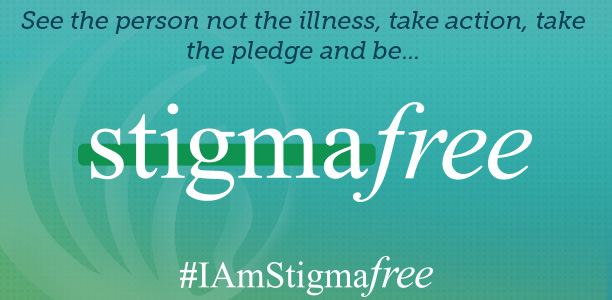 See the person not the illness, take action, take
the pledge and be...
stigmafree
#IAmStigmafree